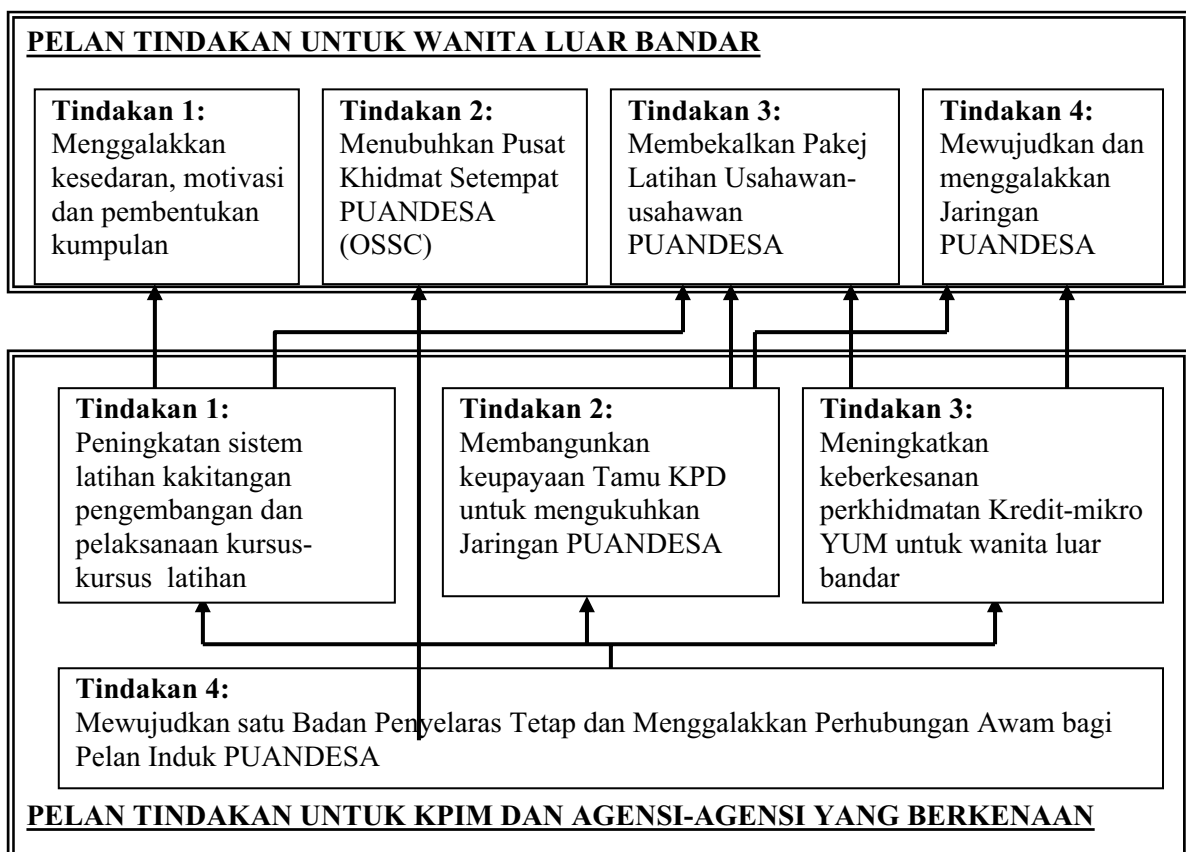 PELAN TINDAKAN UNTUK WANITA LUAR BANDAR
Tindakan 1:
Menggalakkan
kesedaran, motivasi
dan pembentukan
kumpulan
Tindakan 2:
Menubuhkan Pusat
Khidmat Setempat
PUANDESA
(OSSC)
Tindakan 3:
Membekalkan Pakej
Latihan Usahawan-
usahawan
PUANDESA
Tindakan 4:
Mewujudkan dan
menggalakkan
Jaringan
PUANDESA
Tindakan 1:
Peningkatan sistem
latihan kakitangan
pengembangan dan
pelaksanaan kursus-
kursus latihan
Tindakan 2:
Membangunkan
keupayaan Tamu KPD
untuk mengukuhkan
Jaringan PUANDESA
Tindakan 3:
Meningkatkan
keberkesanan
perkhidmatan Kredit-mikro
YUM untuk wanita luar
bandar
Tindakan 4:
Mewujudkan satu Badan Penyelaras Tetap dan Menggalakkan Perhubungan Awam bagi
Pelan Induk PUANDESA
PELAN TINDAKAN UNTUK KPIM DAN AGENSI-AGENSI YANG BERKENAAN